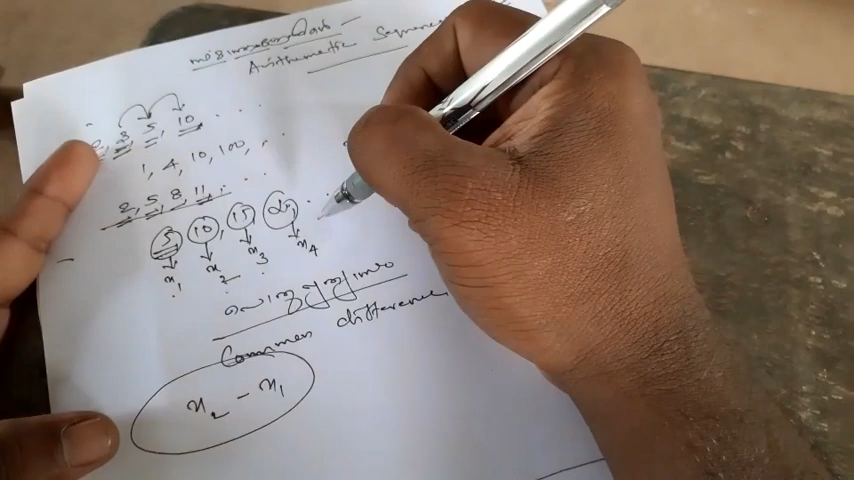 Arithmetic Sequence
2, 3, 5, 10 . . .
1, 4, 10, 100, . . .
2, 5, 8, 11, . . .
5 10, 15 20, . .
x₁ x₂ x₃ x₄
Common difference
x₂ - x₁